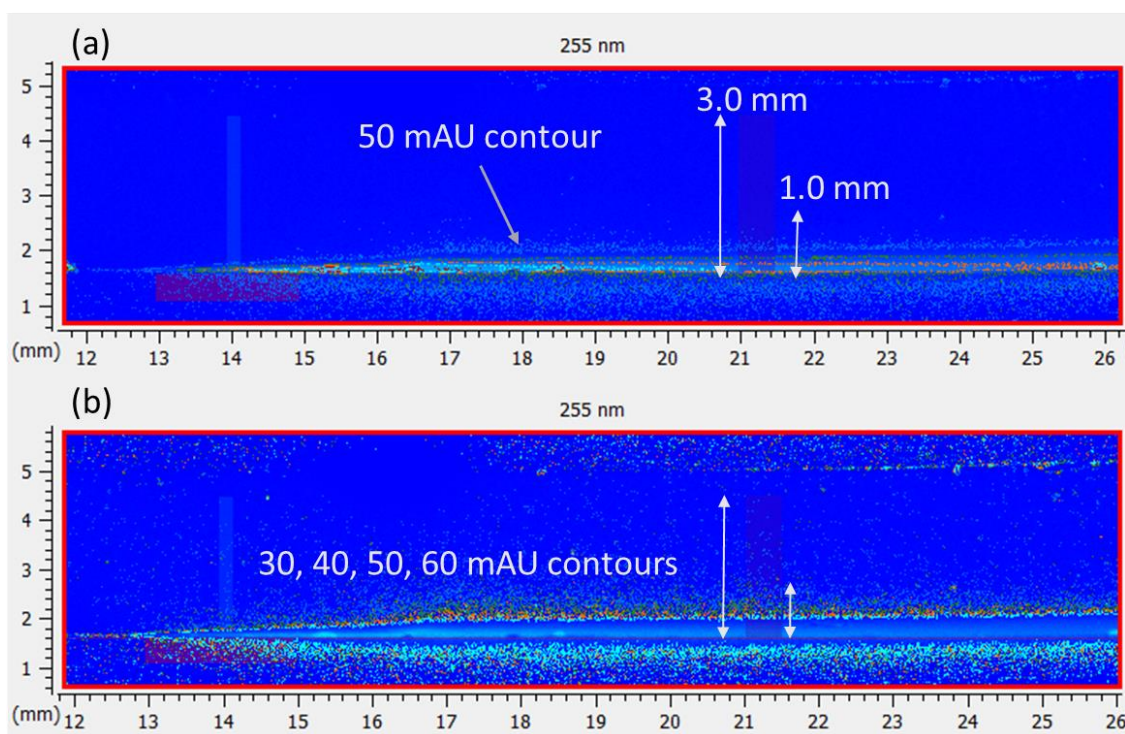 (a)
255 nm
5
4
3
2
1
50 mAU contour
3.0 mm
1.0 mm
(mm) 12 13 14 15 16 17 18 19 20 21 22 23 24 25 26
(b)
255 nm
5
4
3
2
1
30, 40, 50, 60 mAU contours
(mm) 12 13 14 15 16 17 18 19 20 21 22 23 24 25 26